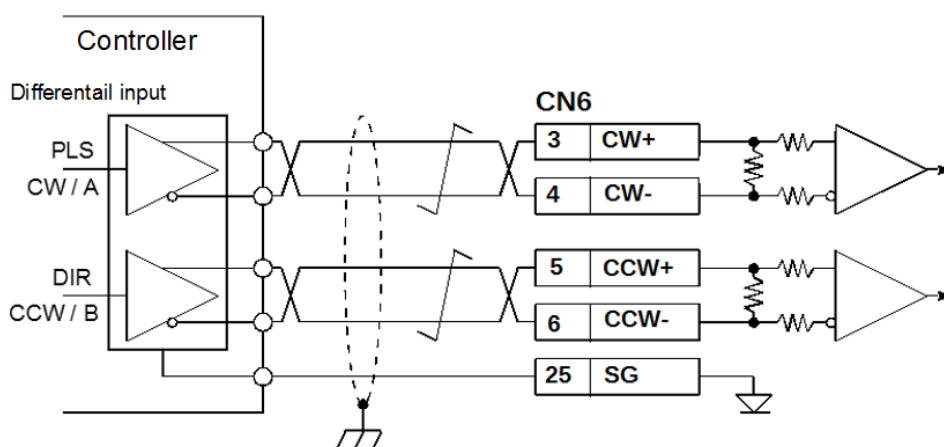 Controller
Differentail input
CN6
PLS
CW / A
3 CW+
4 CW-
DIR
CCW / B
5 CCW+
6 CCW-
25 SG